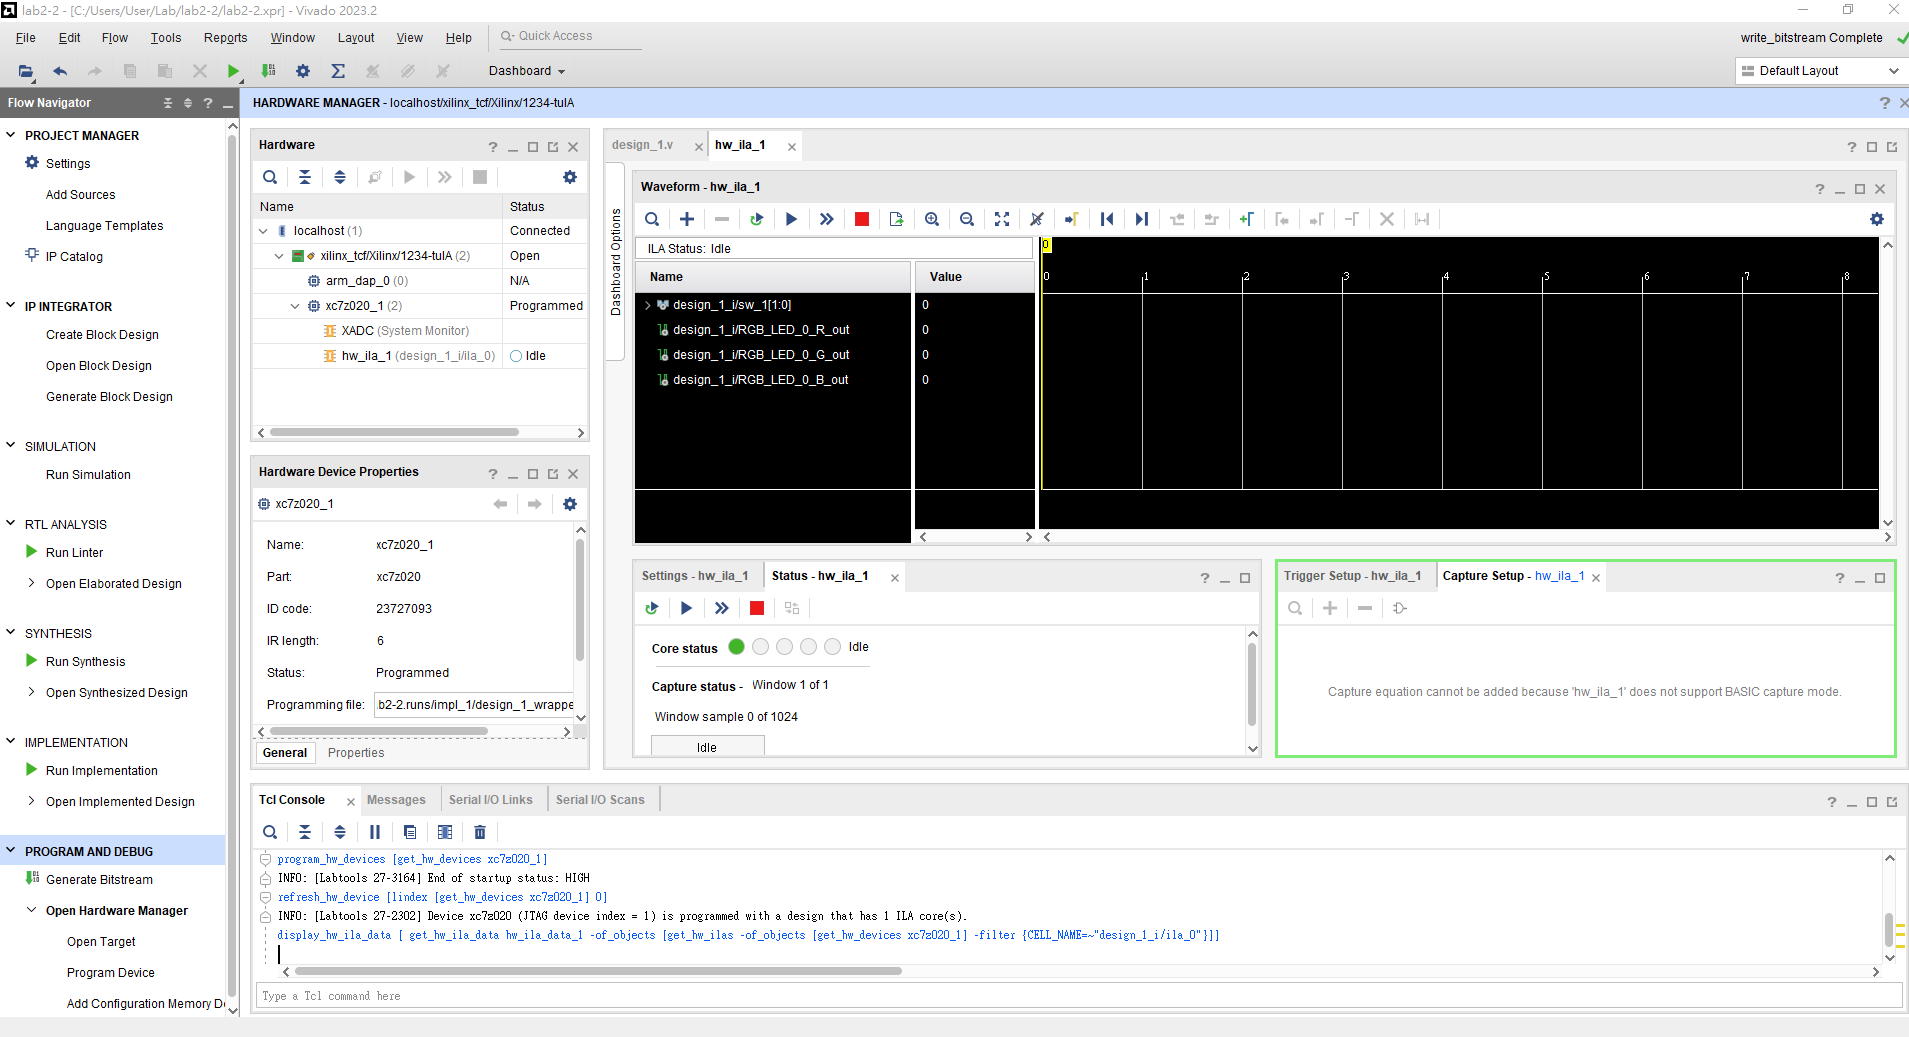 lab2-2 - [C:/Users/User/Lab/lab2-2/lab2-2.xpr] - Vivado 2023.2
File Edit Flow Tools Reports Window Layout View Help Quick Access
write_bitstream Complete
Dashboard
Default Layout
Flow Navigator
PROJECT MANAGER
Settings
Add Sources
Language Templates
IP Catalog
IP INTEGRATOR
Create Block Design
Open Block Design
Generate Block Design
SIMULATION
Run Simulation
RTL ANALYSIS
Run Linter
Open Elaborated Design
SYNTHESIS
Run Synthesis
Open Synthesized Design
IMPLEMENTATION
Run Implementation
Open Implemented Design
PROGRAM AND DEBUG
Generate Bitstream
Open Hardware Manager
Open Target
Program Device
Add Configuration Memory De
HARDWARE MANAGER - localhost/xilinx_tcf/Xilinx/1234-tulA
Hardware
Name Status
localhost (1) Connected
xilinx_tcf/Xilinx/1234-tulA (2) Open
arm_dap_0 (0) N/A
xc7z020_1 (2) Programmed
XADC (System Monitor)
hw_ila_1 (design_1_i/ila_0) Idle
Hardware Device Properties
xc7z020_1
Name: xc7z020_1
Part: xc7z020
ID code: 23727093
IR length: 6
Status: Programmed
Programming file: b2-2.runs/impl_1/design_1_wrappe
General Properties
design_1.v hw_ila_1
Dashboard Options
Waveform - hw_ila_1
ILA Status: Idle
Name Value
design_1_i/sw_1[1:0] 0
design_1_i/RGB_LED_0_R_out 0
design_1_i/RGB_LED_0_G_out 0
design_1_i/RGB_LED_0_B_out 0
0
0 1 2 3 4 5 6 7 8
Settings - hw_ila_1 Status - hw_ila_1
Core status Idle
Capture status - Window 1 of 1
Window sample 0 of 1024
Idle
Trigger Setup - hw_ila_1 Capture Setup - hw_ila_1
Capture equation cannot be added because 'hw_ila_1' does not support BASIC capture mode.
Tcl Console Messages Serial I/O Links Serial I/O Scans
program_hw_devices [get_hw_devices xc7z020_1]
INFO: [Labtools 27-3164] End of startup status: HIGH
refresh_hw_device [lindex [get_hw_devices xc7z020_1] 0]
INFO: [Labtools 27-2302] Device xc7z020 (JTAG device index = 1) is programmed with a design that has 1 ILA core(s).
display_hw_ila_data [ get_hw_ila_data hw_ila_data_1 -of_objects [get_hw_ilas -of_objects [get_hw_devices xc7z020_1] -filter {CELL_NAME=~"design_1_i/ila_0"}]]
Type a Tcl command here